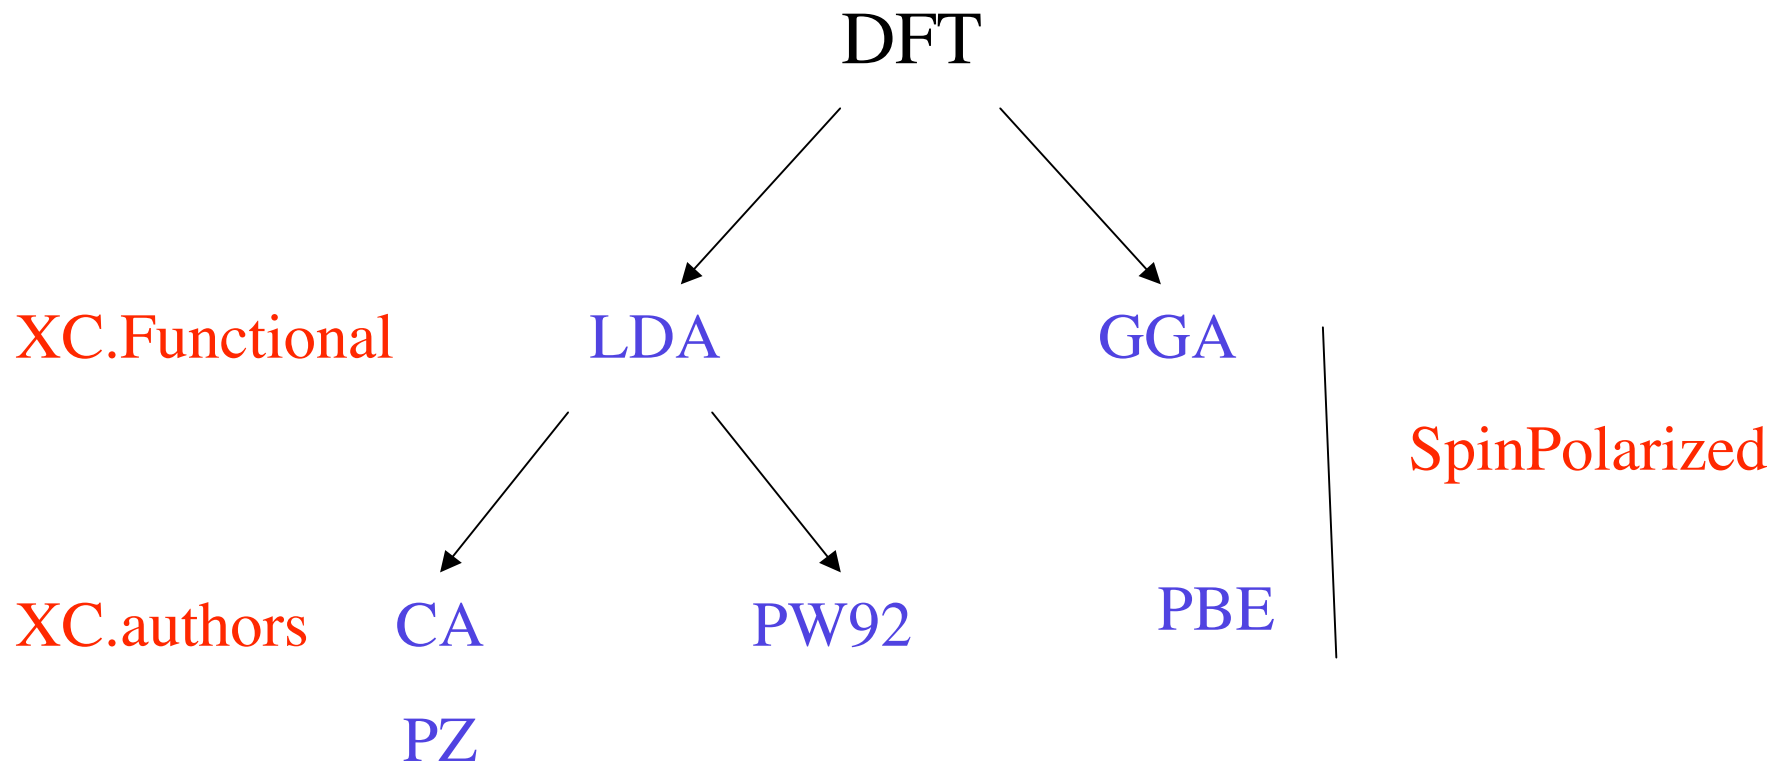 DFT
XC.Functional LDA GGA
SpinPolarized
XC.authors CA PW92 PBE
PZ